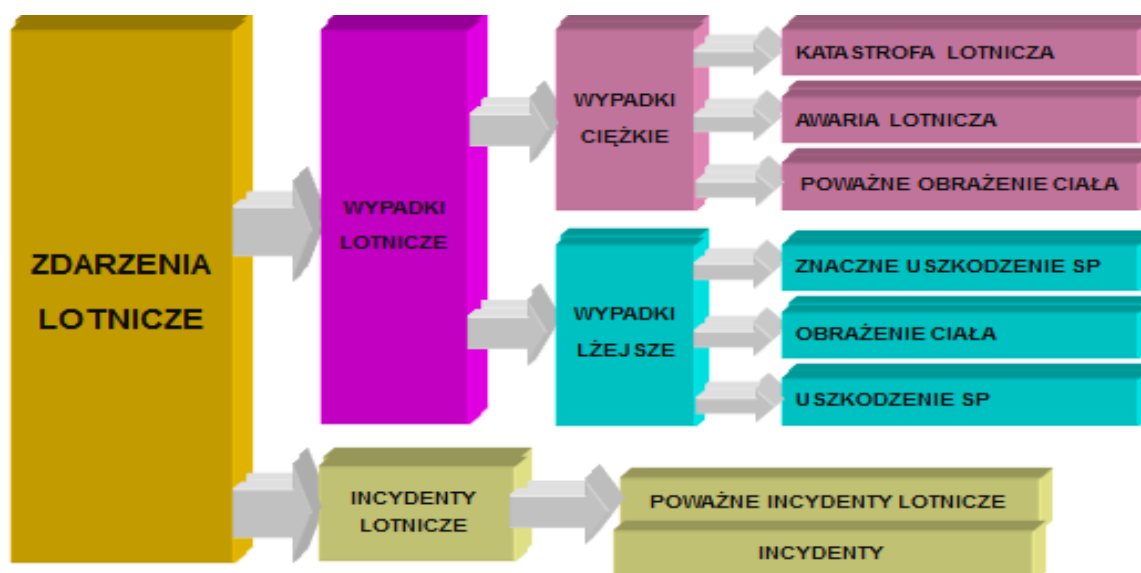 ZDARZENIA
LOTNICZE
WYPADKI
LOTNICZE
WYPADKI
CIĘŻKIE
KATASTROFA LOTNICZA
AWARIA LOTNICZA
POWAŻNE OBRAŻENIE CIAŁA
WYPADKI
LŻEJSZE
ZNACZNE USZKODZENIE SP
OBRAŻENIE CIAŁA
USZKODZENIE SP
INCYDENTY
LOTNICZE
POWAŻNE INCYDENTY LOTNICZE
INCYDENTY